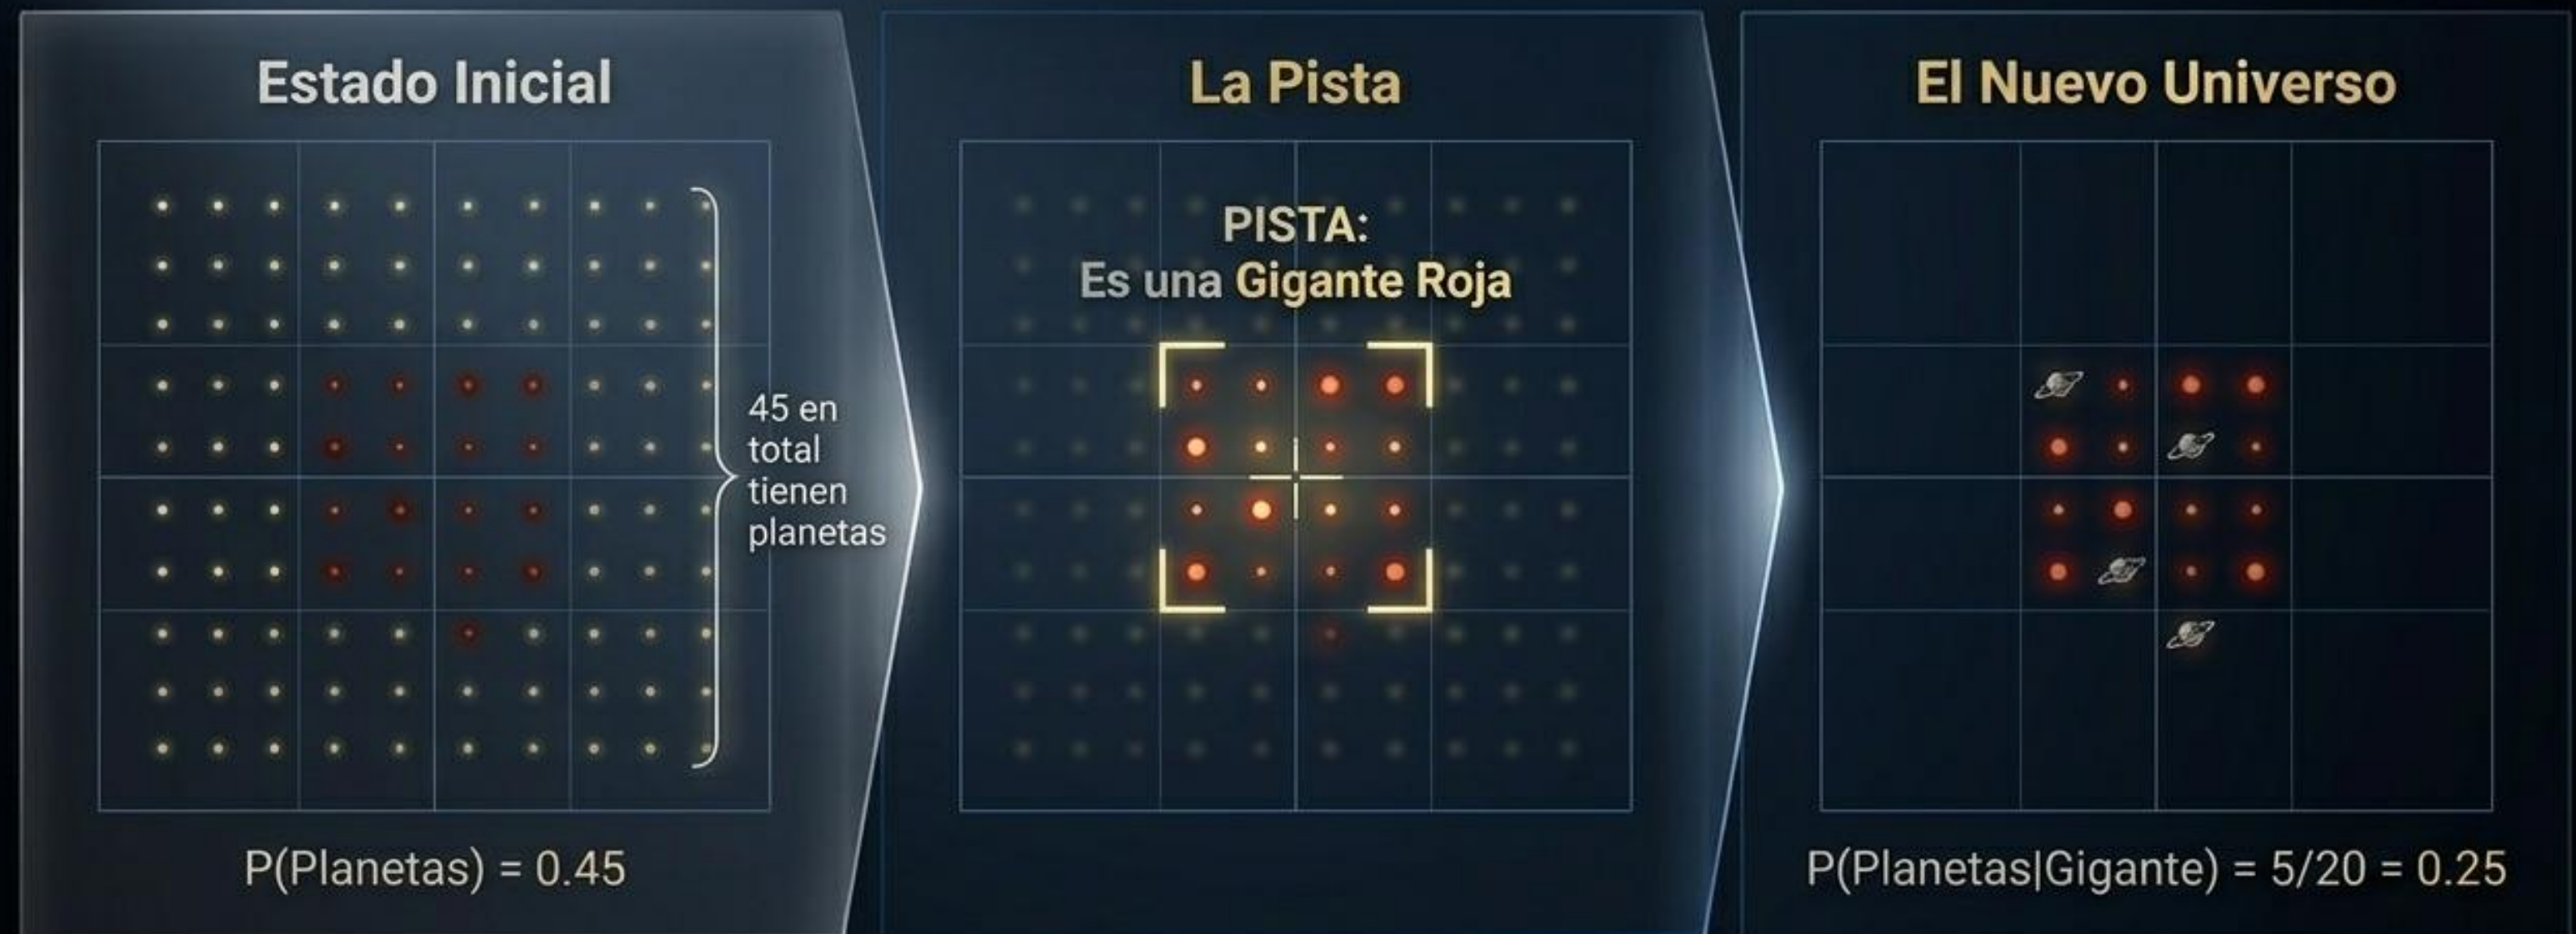 Estado Inicial
45 en
total
tienen
planetas
P(Planetas) = 0.45
La Pista
PISTA:
Es una Gigante Roja
El Nuevo Universo
P(Planetas|Gigante) = 5/20 = 0.25